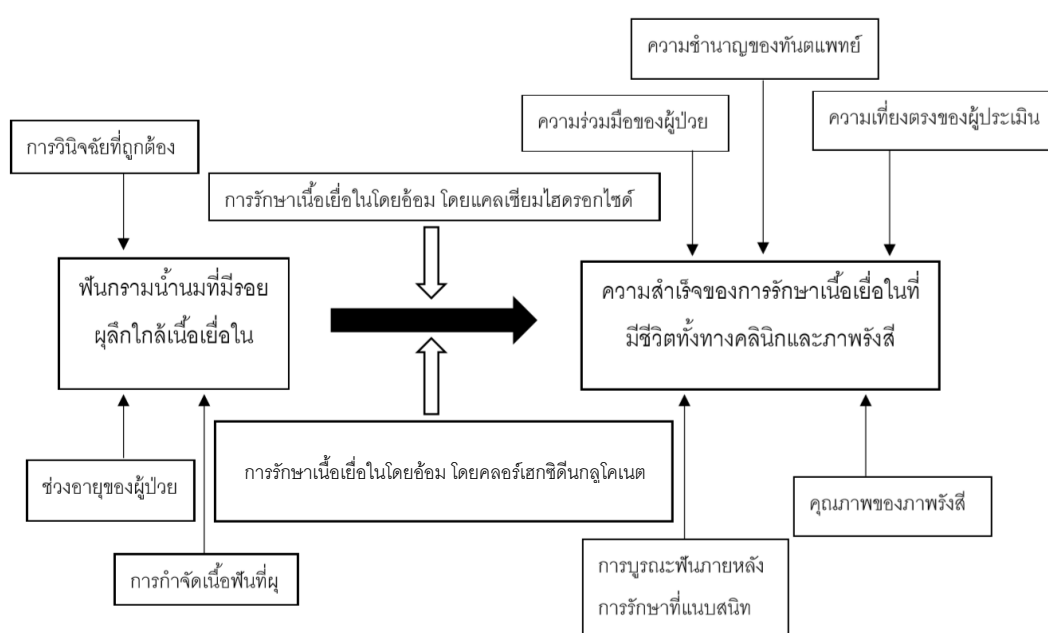 ความชำนาญของทันตแพทย์
ความร่วมมือของผู้ป่วย
ความเที่ยงตรงของผู้ประเมิน
การวินิจฉัยที่ถูกต้อง
การรักษาเนื้อเยื่อในโดยอ้อม โดยแคลเซียมไฮดรอกไซด์
ฟันกรามน้ำนมที่มีรอย
ผุลึกใกล้เนื้อเยื่อใน
ความสำเร็จของการรักษาเนื้อเยื่อในที่
มีชีวิตทั้งทางคลินิกและภาพรังสี
การรักษาเนื้อเยื่อในโดยอ้อม โดยคลอร์เฮกซิดีนกลูโคเนต
ช่วงอายุของผู้ป่วย
คุณภาพของภาพรังสี
การกำจัดเนื้อฟันที่ผุ
การบูรณะฟันภายหลัง
การรักษาที่แนบสนิท